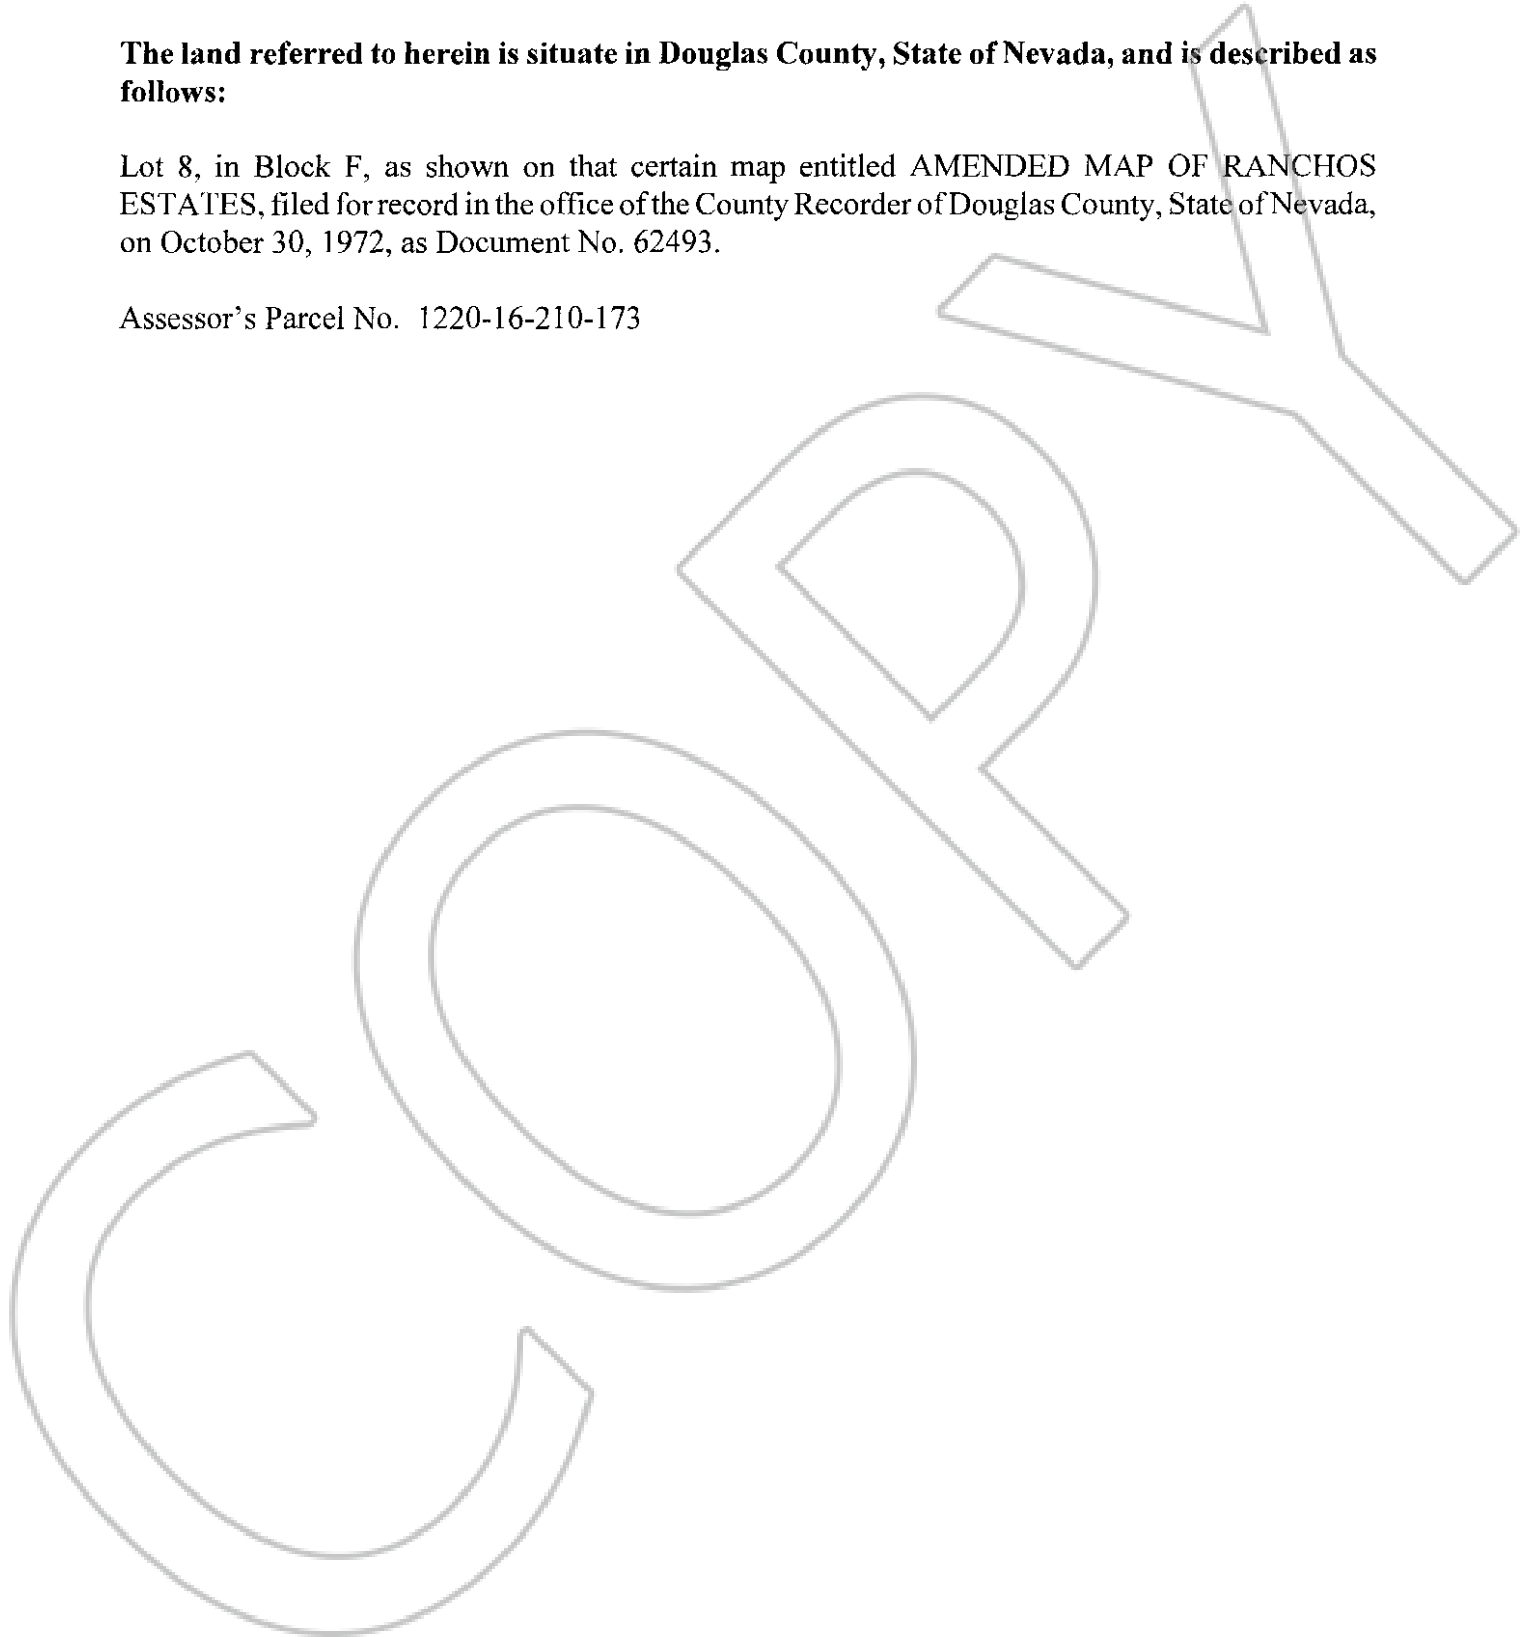 The land referred to herein is situate in Douglas County, State of Nevada, and is described as
follows:
Lot 8, in Block F, as shown on that certain map entitled AMENDED MAP OF RANCHOS
ESTATES, filed for record in the office of the County Recorder of Douglas County, State of Nevada,
on October 30, 1972, as Document No. 62493.
Assessor's Parcel No. 1220-16-210-173
COPY